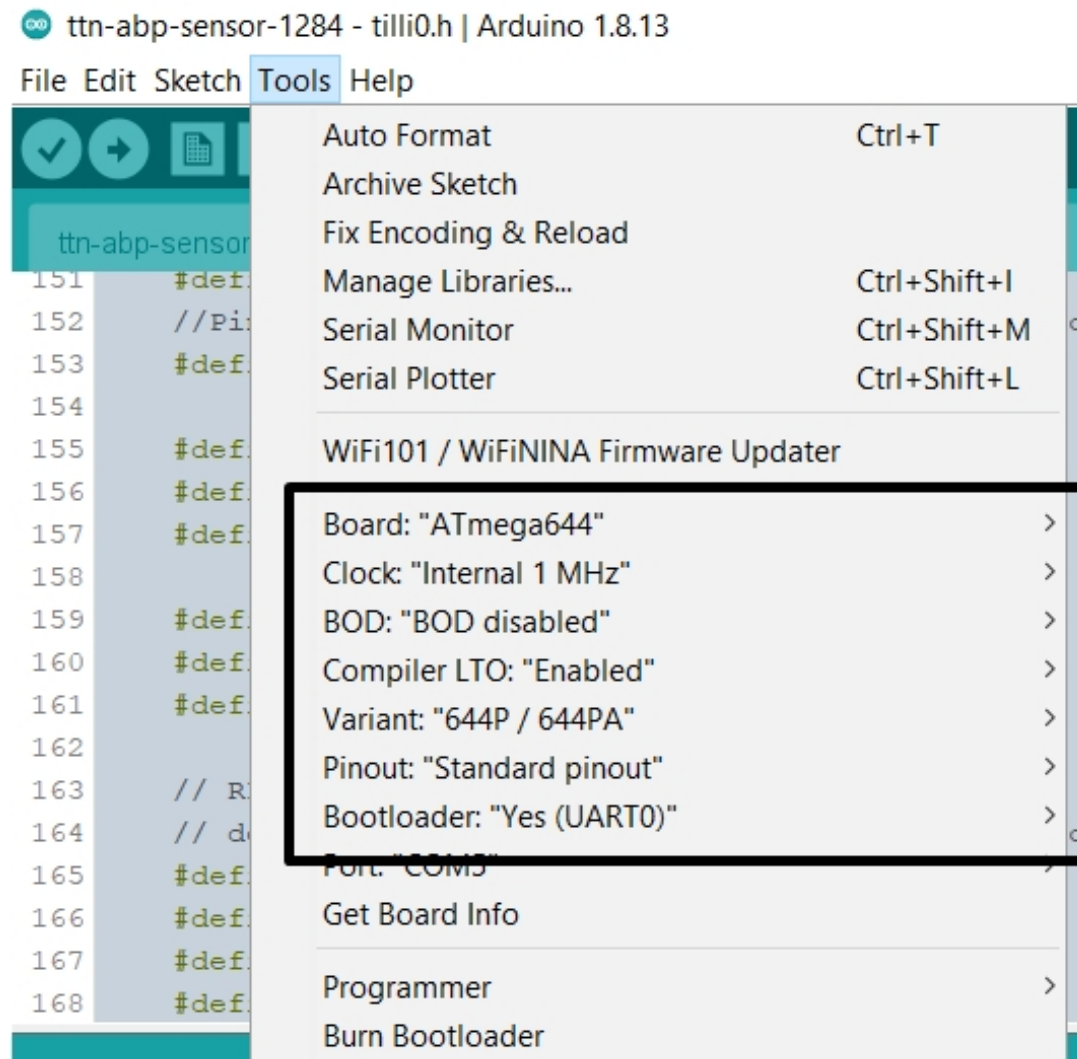 ttn-abp-sensor-1284 - tilli0.h | Arduino 1.8.13
File Edit Sketch Tools Help
Auto Format Ctrl+T
Archive Sketch
Fix Encoding & Reload
ttn-abp-sensor
Manage Libraries... Ctrl+Shift+I
151 #def
152 //Pi
Serial Monitor Ctrl+Shift+M
153 #def
Serial Plotter Ctrl+Shift+L
154
155 #def
WiFi101 / WiFiNINA Firmware Updater
156 #def
157 #def
Board: "ATmega644"
158
Clock: "Internal 1 MHz"
159 #def
BOD: "BOD disabled"
160 #def
Compiler LTO: "Enabled"
161 #def
Variant: "644P / 644PA"
162
Pinout: "Standard pinout"
163 // R
Bootloader: "Yes (UART0)"
164 // d
Port:
165 #def
Get Board Info
166 #def
167 #def
Programmer
168 #def
Burn Bootloader